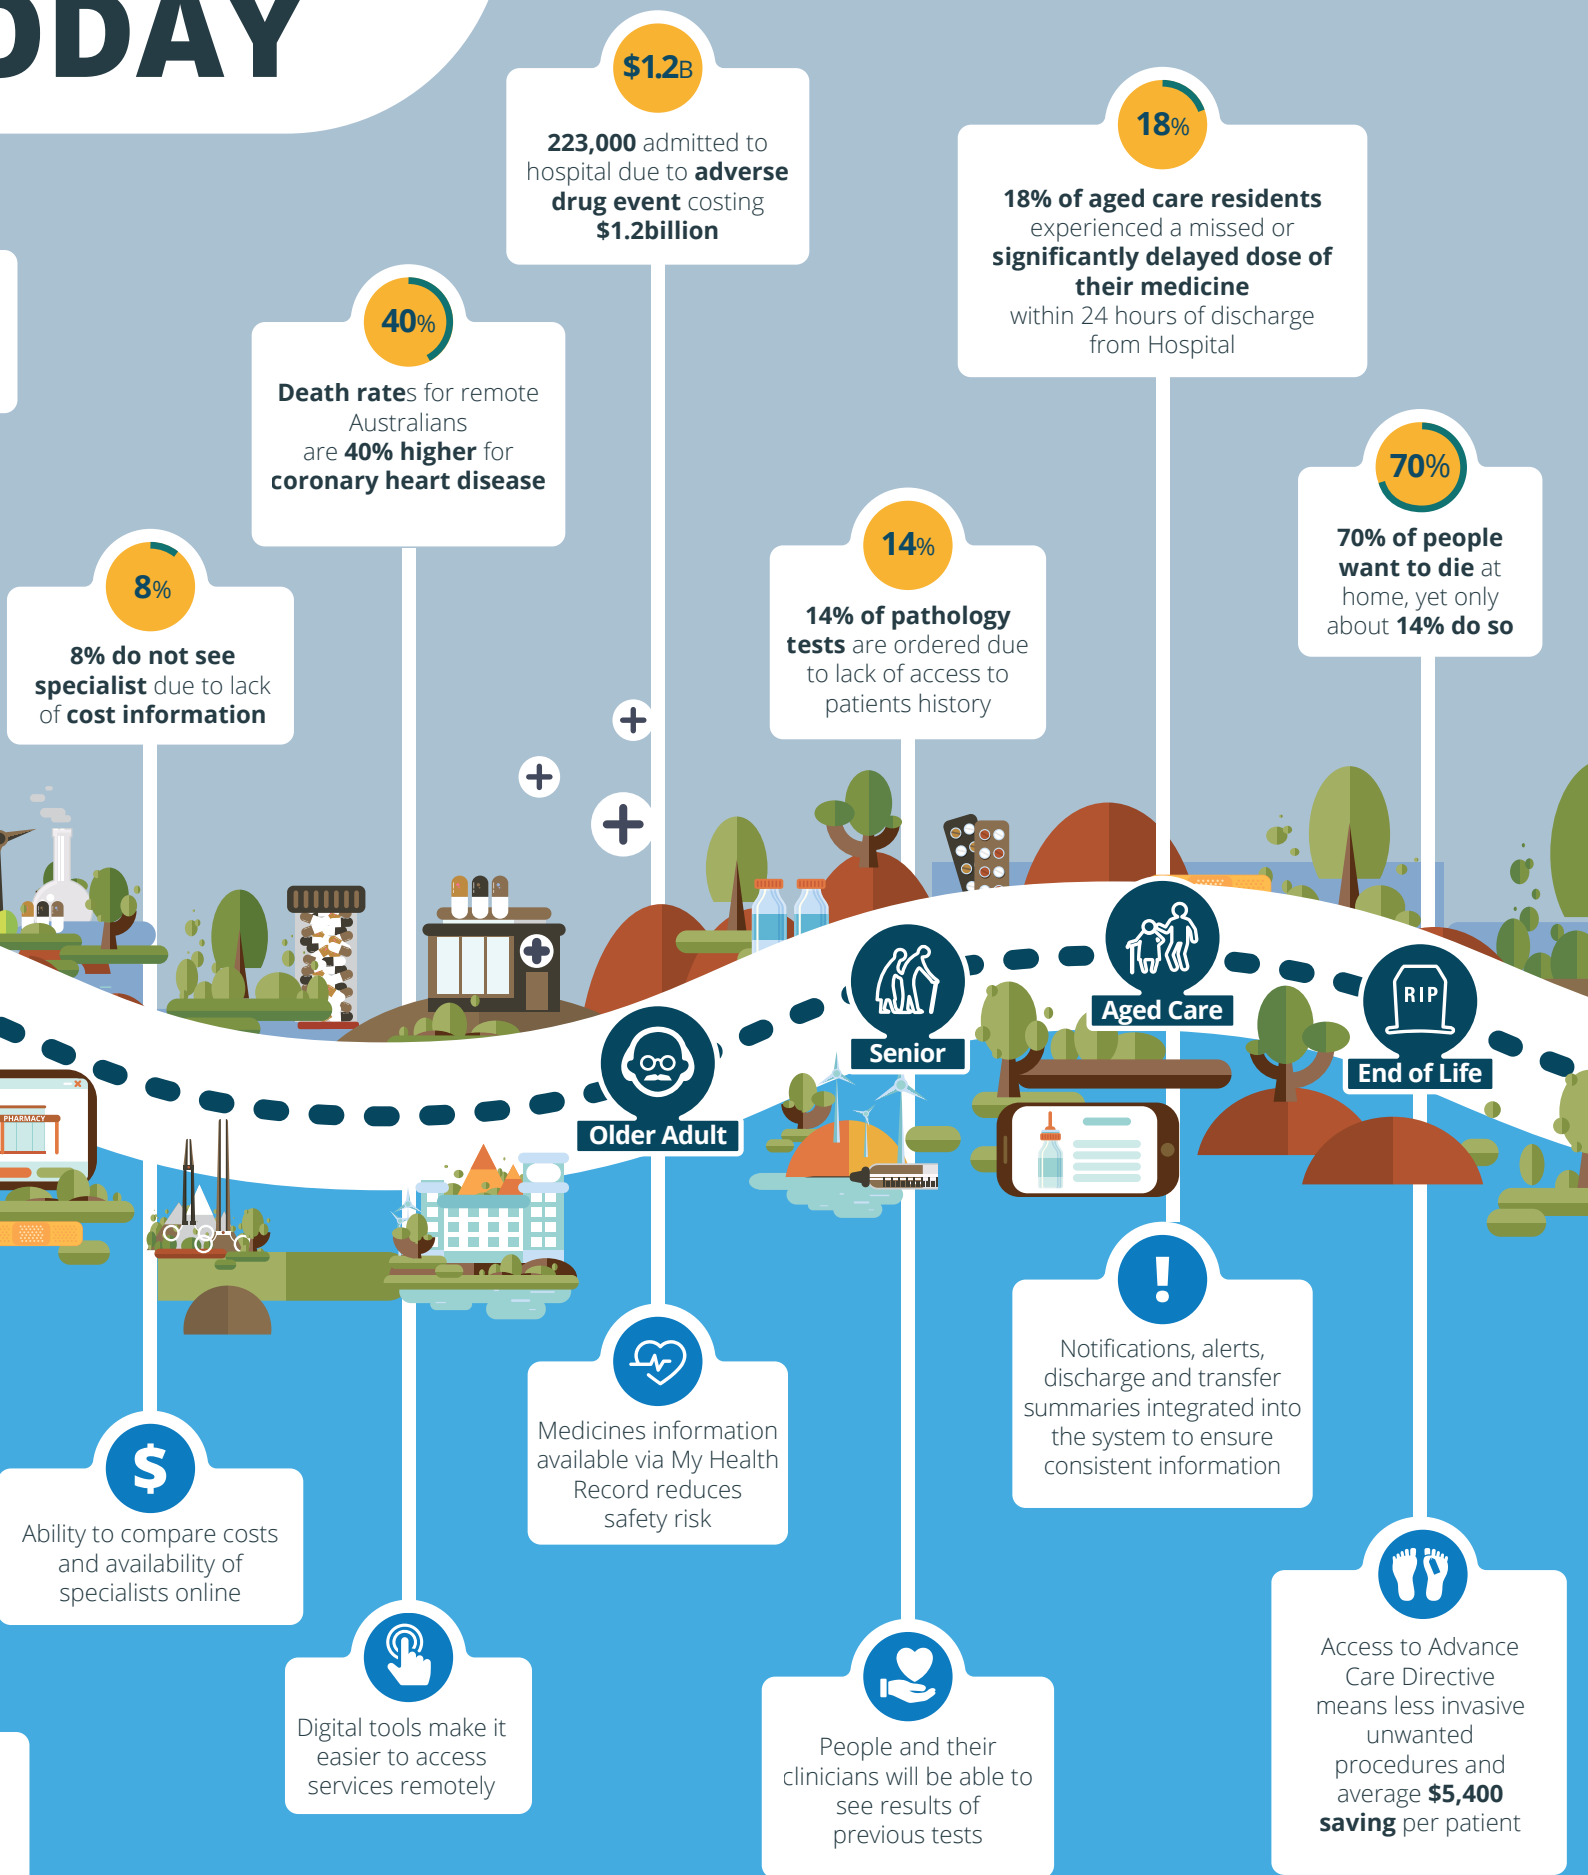 ODAY
$1.2B
223,000 admitted to
hospital due to adverse
drug event costing
$1.2billion
18%
18% of aged care residents
experienced a missed or
significantly delayed dose of
their medicine
within 24 hours of discharge
from Hospital
40%
Death rates for remote
Australians
are 40% higher for
coronary heart disease
70%
70% of people
want to die at
home, yet only
about 14% do so
14%
14% of pathology
tests are ordered due
to lack of access to
patients history
8%
8% do not see
specialist due to lack
of cost information
PHARMACY
Older Adult
Senior
Aged Care
RIP
End of Life
!
Notifications, alerts,
discharge and transfer
summaries integrated into
the system to ensure
consistent information
Medicines information
available via My Health
Record reduces
safety risk
$
Ability to compare costs
and availability of
specialists online
Digital tools make it
easier to access
services remotely
People and their
clinicians will be able to
see results of
previous tests
Access to Advance
Care Directive
means less invasive
unwanted
procedures and
average $5,400
saving per patient